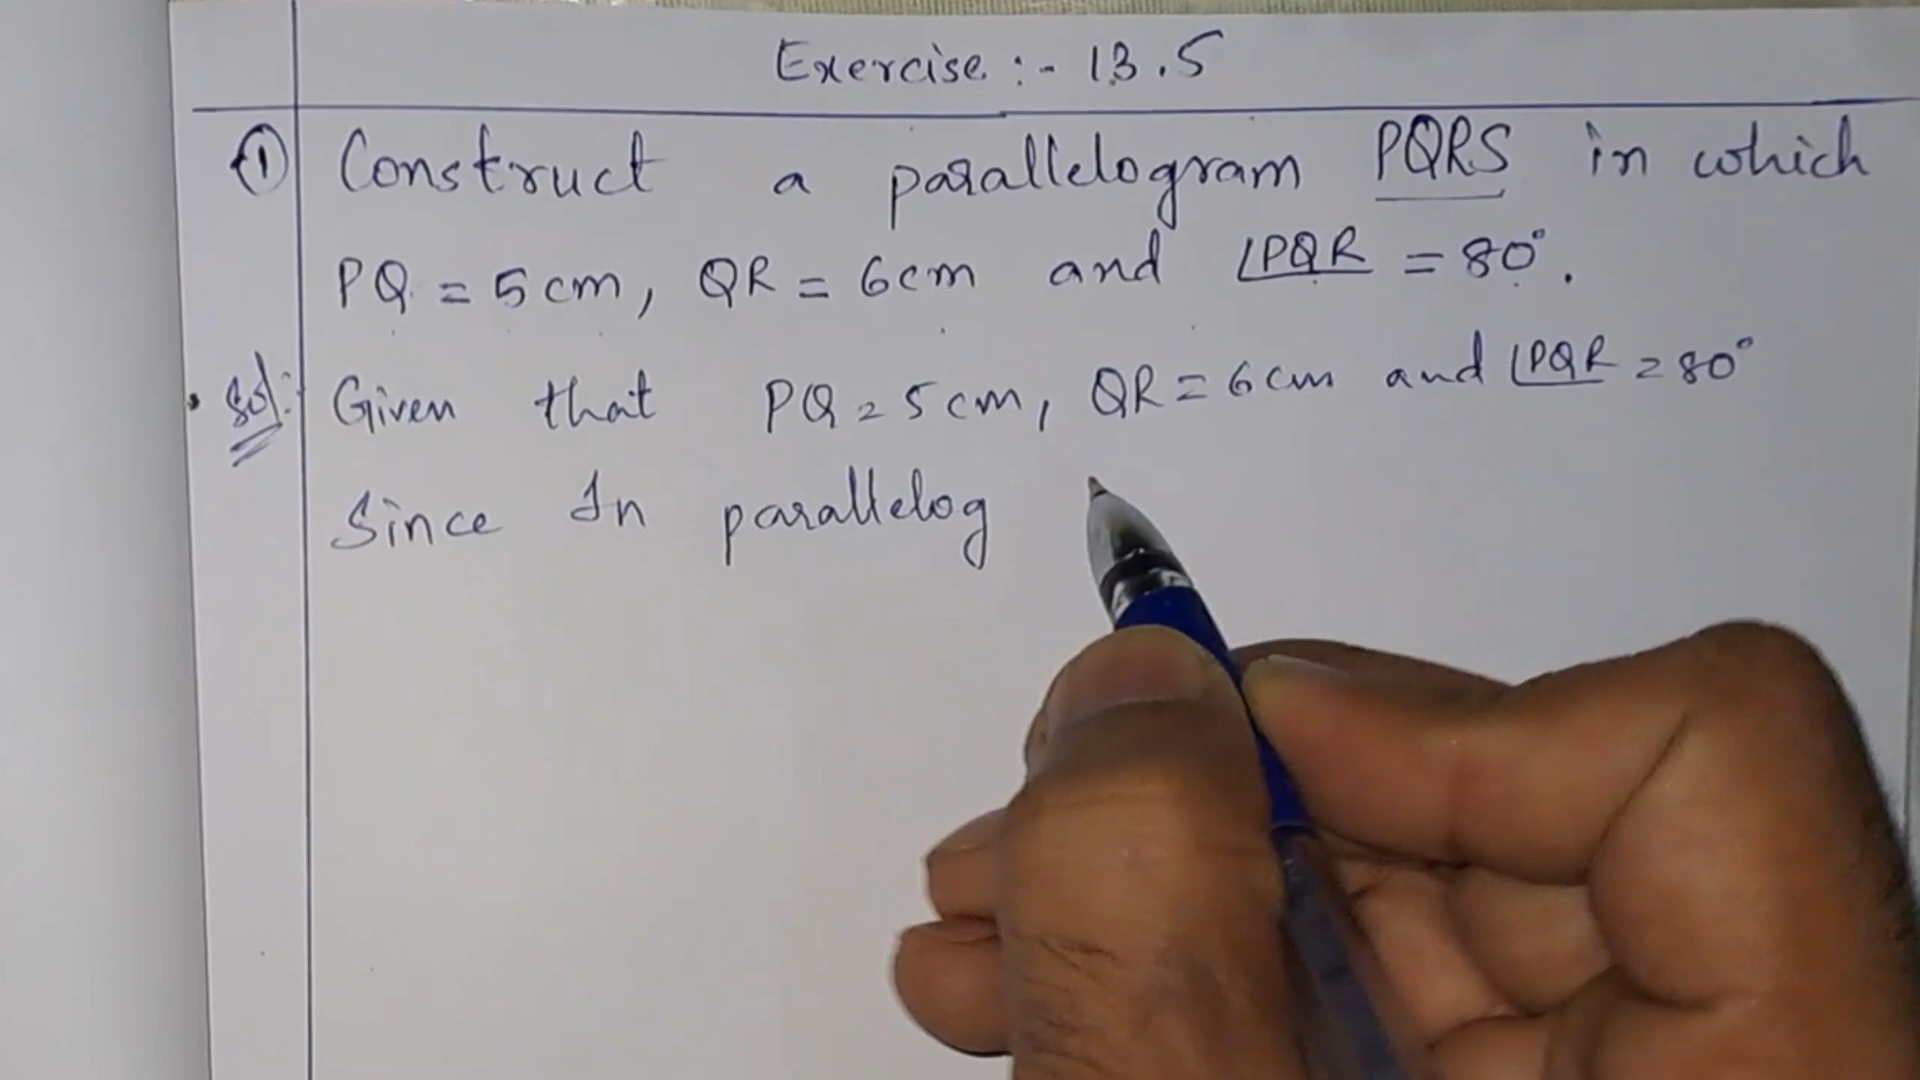 Exercise :- 13.5
① Construct a parallelogram PQRS in which
PQ = 5cm, QR = 6cm and ∠PQR = 80°.
Sol: Given that PQ = 5cm, QR = 6cm and ∠PQR = 80°
Since In parallelog